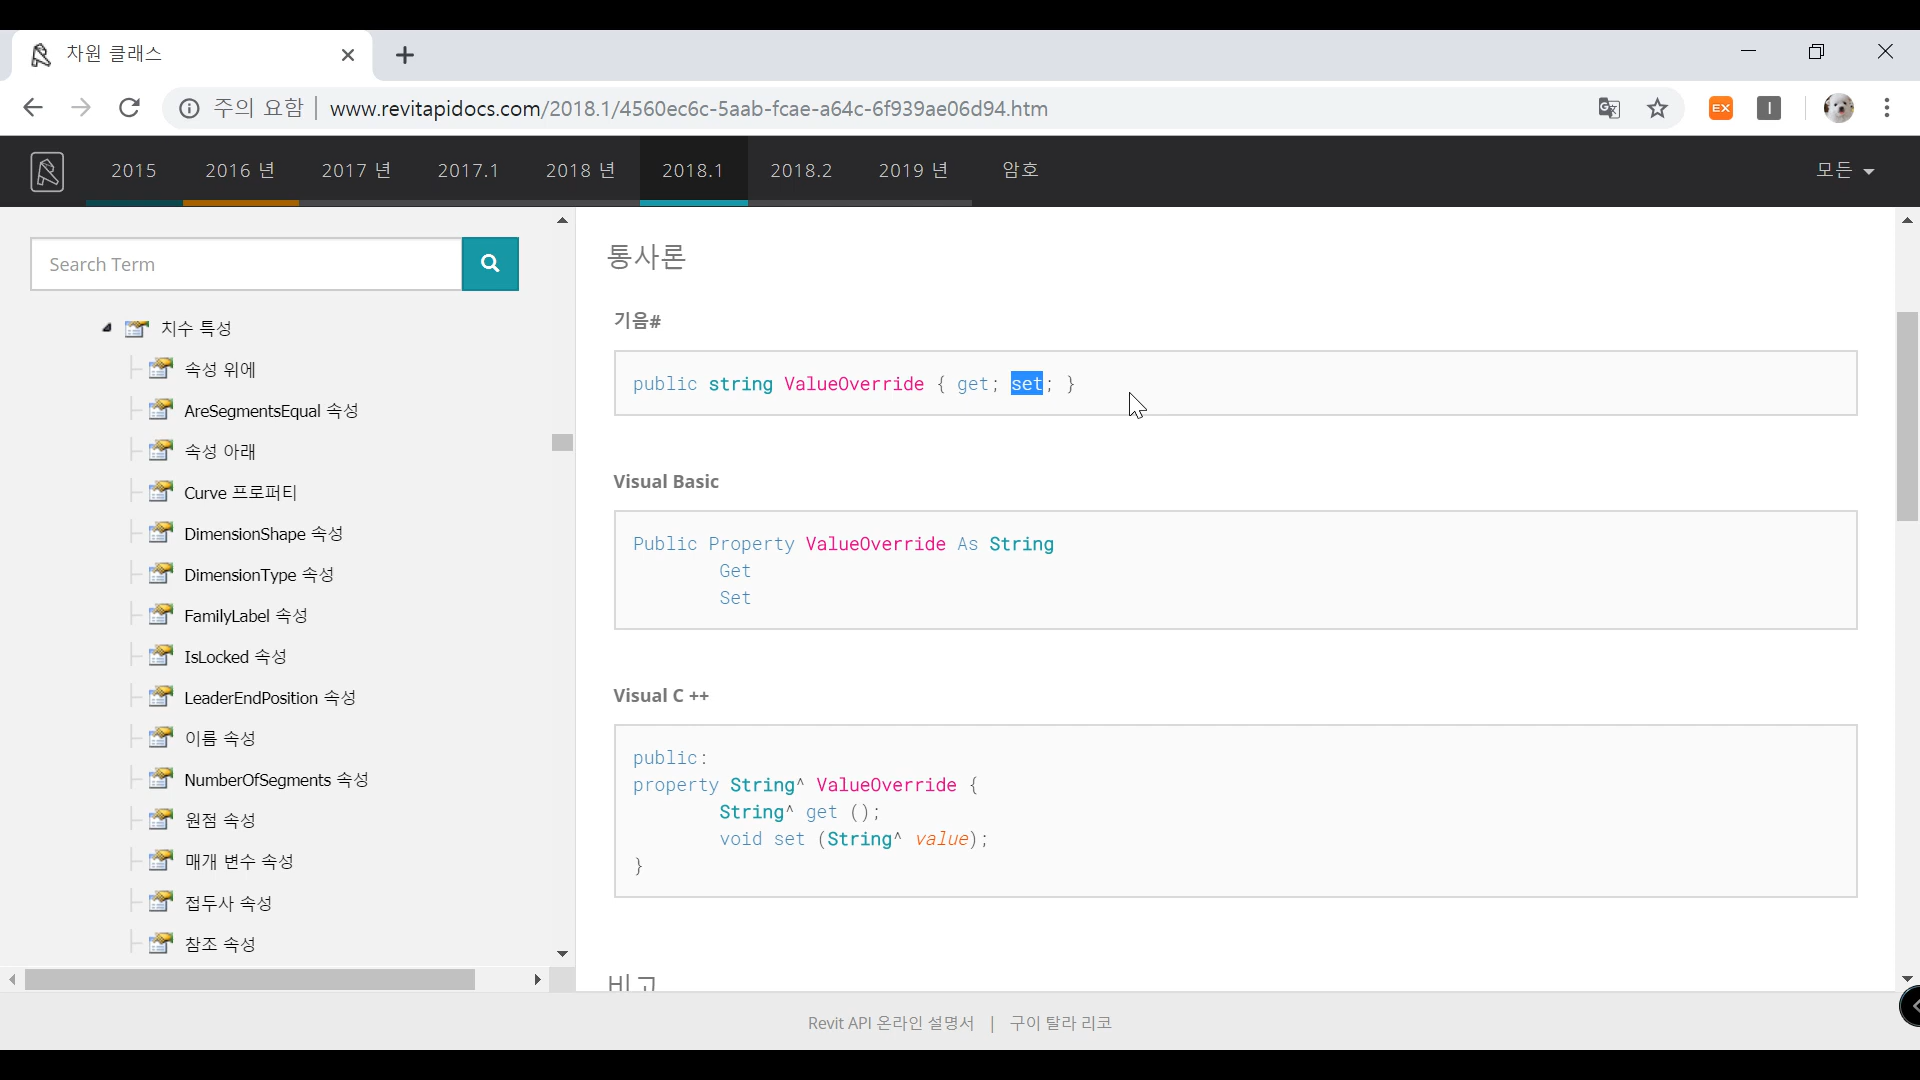 차원 클래스
주의 요함
www.revitapidocs.com/2018.1/4560ec6c-5aab-fcae-a64c-6f939ae06d94.htm
EX
I
2015
2016 년
2017 년
2017.1
2018 년
2018.1
2018.2
2019 년
암호
모든
Search Term
치수 특성
속성 위에
AreSegmentsEqual 속성
속성 아래
Curve 프로퍼티
DimensionShape 속성
DimensionType 속성
FamilyLabel 속성
IsLocked 속성
LeaderEndPosition 속성
이름 속성
NumberOfSegments 속성
원점 속성
매개 변수 속성
접두사 속성
참조 속성
통사론
기음#
public string ValueOverride { get; set; }
Visual Basic
Public Property ValueOverride As String
Get
Set
Visual C ++
public:
property String^ ValueOverride {
String^ get ();
void set (String^ value);
}
비고
Revit API 온라인 설명서 | 구이 탈라 리코